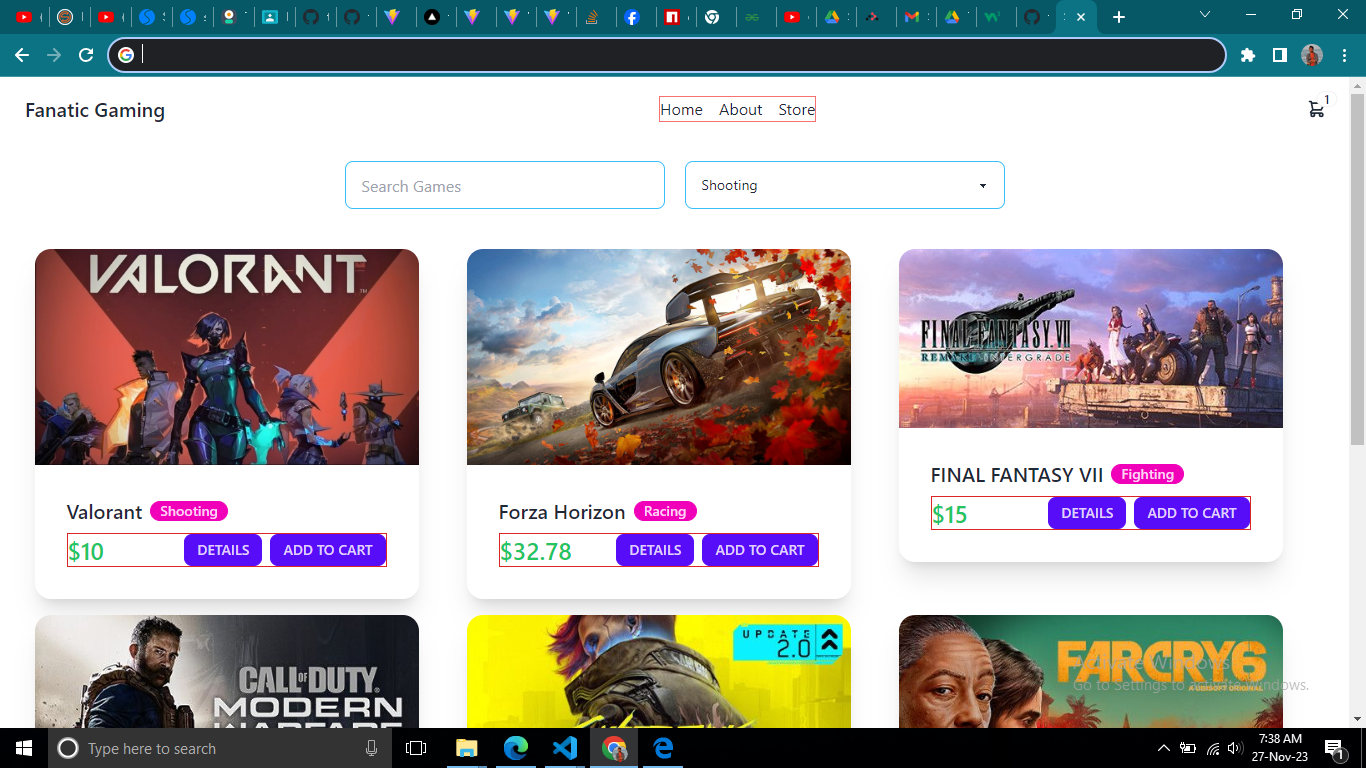 Fanatic Gaming
Home About Store
1
Search Games
Shooting
VALORANT
FINAL FANTASY VII
REMAKE INTERGRADE
Valorant Shooting
$10 DETAILS ADD TO CART
Forza Horizon Racing
$32.78 DETAILS ADD TO CART
FINAL FANTASY VII Fighting
$15 DETAILS ADD TO CART
CALL OF DUTY
MODERN
WARFARE
UPDATE
2.0
FARCRY6
A UBISOFT ORIGINAL
Activate Windows
Go to Settings to activate Windows.
Type here to search
7:38 AM
27-Nov-23
1